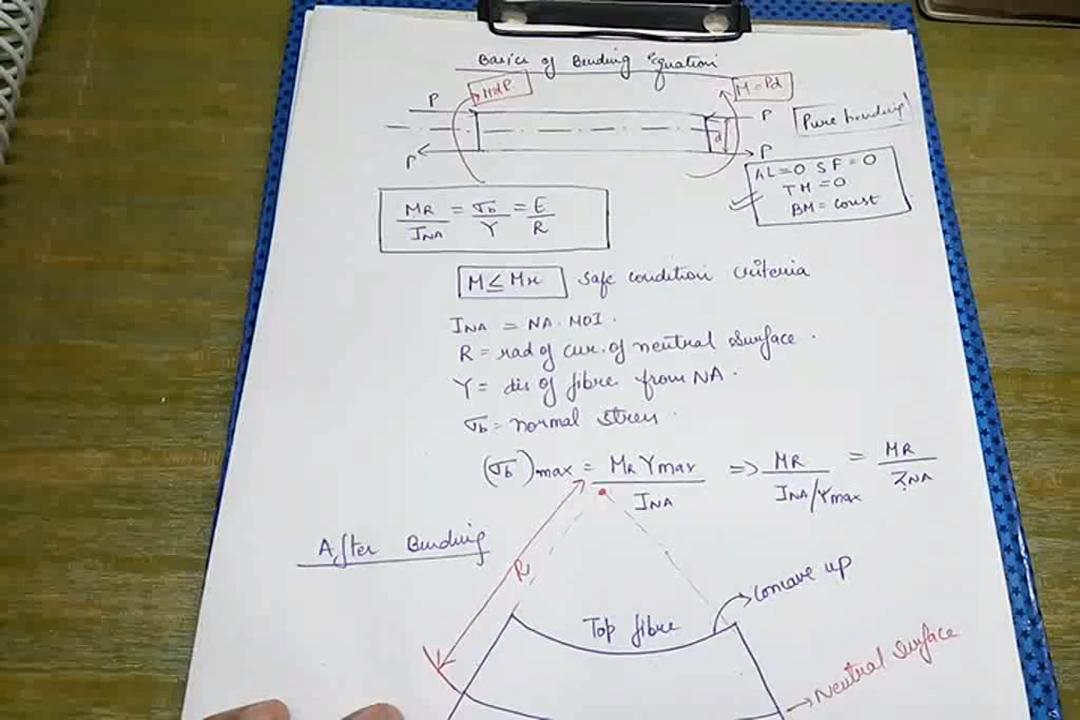 Basics of Bending Equation
P M=dP M=Pd P
Pure bending
P d P
AL=0 SF=0
TM=0
BM=const
MR/INA = σb/Y = E/R
M≤MR safe condition criteria
INA = NA. MOI.
R = rad of cur. of neutral surface.
Y = dis of fibre from NA.
σb = normal stress.
(σb)max = MR Ymax/INA => MR/INA/Ymax = MR/ZNA
After Bending
R
Top fibre
Concave up
Neutral surface